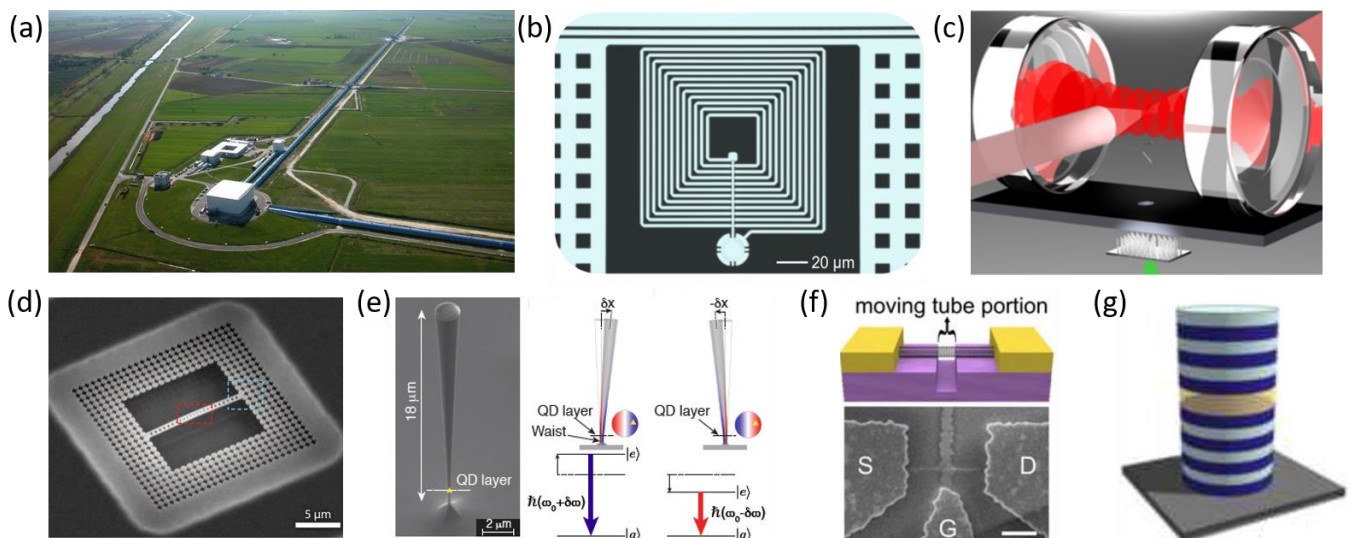 (a)
(b)
20 µm
(c)
(d)
5 µm
(e)
18 µm
QD layer
2 µm
δx
QD layer
Waist
|e⟩
ħ(ω₀+δω)
|g⟩
-δx
QD layer
|e⟩
ħ(ω₀-δω)
|g⟩
(f)
moving tube portion
S
D
G
(g)